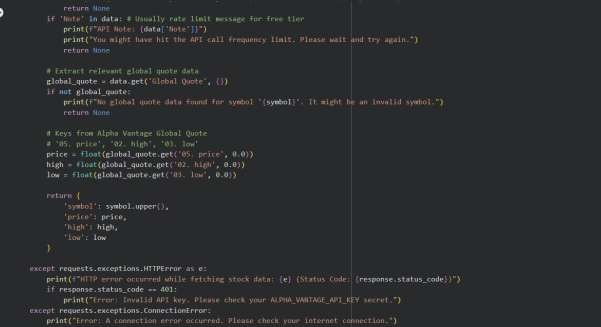 return None
if 'Note' in data: # Usually rate limit message for free tier
print(f"API Note: {data['Note']}")
print("You might have hit the API call frequency limit. Please wait and try again.")
return None
# Extract relevant global quote data
global_quote = data.get('Global Quote', {})
if not global_quote:
print(f"No global quote data found for symbol '{symbol}'. It might be an invalid symbol.")
return None
# Keys from Alpha Vantage Global Quote
# '05. price', '02. high', '03. low'
price = float(global_quote.get('05. price', 0.0))
high = float(global_quote.get('02. high', 0.0))
low = float(global_quote.get('03. low', 0.0))
return {
'symbol': symbol.upper(),
'price': price,
'high': high,
'low': low
}
except requests.exceptions.HTTPError as e:
print(f"HTTP error occurred while fetching stock data: {e} (Status Code: {response.status_code})")
if response.status_code == 401:
print("Error: Invalid API key. Please check your ALPHA_VANTAGE_API_KEY secret.")
except requests.exceptions.ConnectionError:
print("Error: A connection error occurred. Please check your internet connection.")